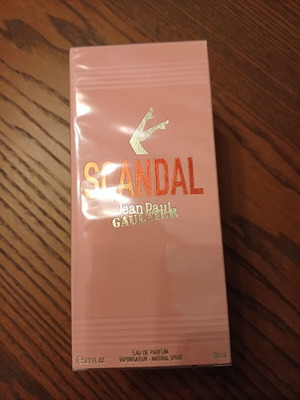 SCANDAL
Jean Paul
GAULTIER
EAU DE PARFUM
VAPORISATEUR - NATURAL SPRAY